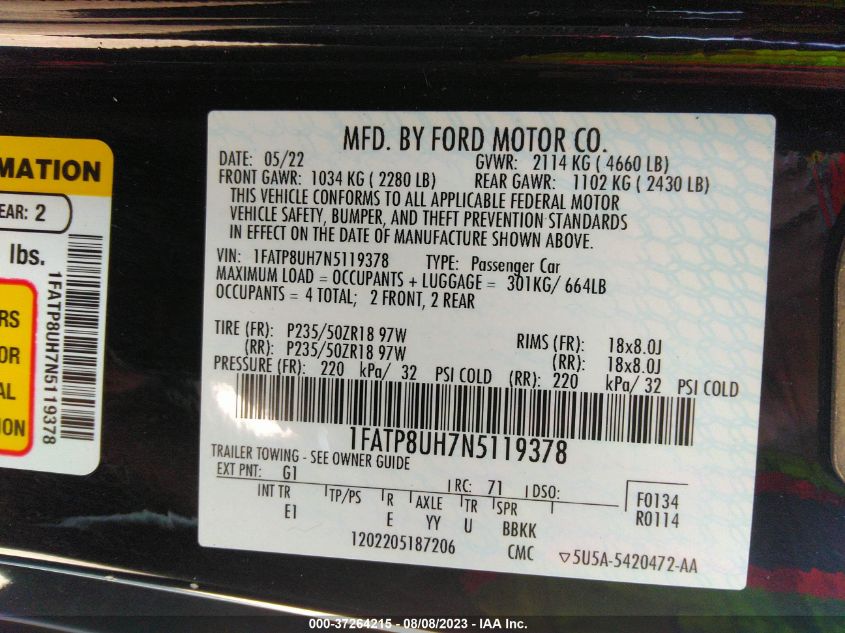 MATION
EAR: 2
lbs.
RS
OR
AL
ION
1FATP8UH7N5119378
MFD. BY FORD MOTOR CO.
DATE: 05/22 GVWR: 2114 KG ( 4660 LB)
FRONT GAWR: 1034 KG ( 2280 LB) REAR GAWR: 1102 KG ( 2430 LB)
THIS VEHICLE CONFORMS TO ALL APPLICABLE FEDERAL MOTOR
VEHICLE SAFETY, BUMPER, AND THEFT PREVENTION STANDARDS
IN EFFECT ON THE DATE OF MANUFACTURE SHOWN ABOVE.
VIN: 1FATP8UH7N5119378 TYPE: Passenger Car
MAXIMUM LOAD = OCCUPANTS + LUGGAGE = 301KG/ 664LB
OCCUPANTS = 4 TOTAL; 2 FRONT, 2 REAR
TIRE (FR): P235/50ZR18 97W RIMS (FR): 18x8.0J
(RR): P235/50ZR18 97W (RR): 18x8.0J
PRESSURE (FR): 220 kPa/ 32 PSI COLD (RR): 220 kPa/ 32 PSI COLD
1FATP8UH7N5119378
TRAILER TOWING - SEE OWNER GUIDE
EXT PNT: G1 RC: 71 DSO: F0134
INT TR TP/PS R AXLE TR SPR R0114
E1 E YY U BBKK
1202205187206 CMC ▽5U5A-5420472-AA
000-37264215 - 08/08/2023 - IAA Inc.